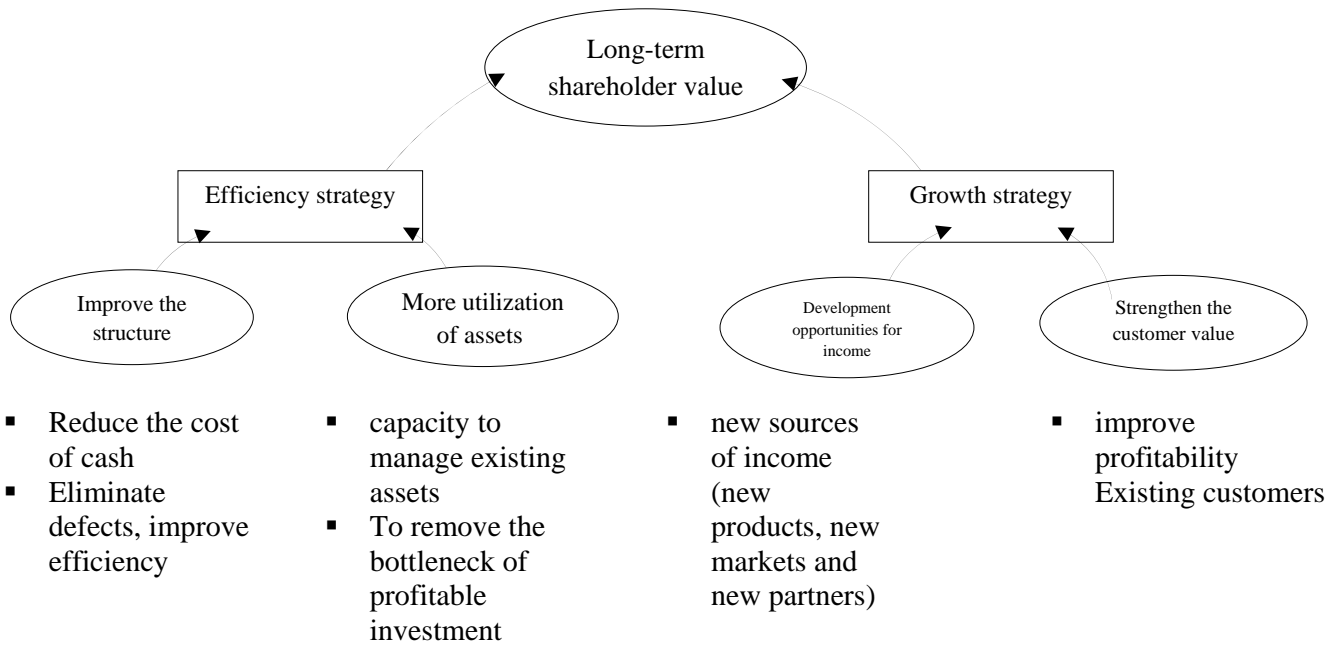 Long-term
shareholder value
Efficiency strategy
Growth strategy
Improve the
structure
More utilization
of assets
Development
opportunities for
income
Strengthen the
customer value
▪ Reduce the cost
of cash
▪ Eliminate
defects, improve
efficiency
▪ capacity to
manage existing
assets
▪ To remove the
bottleneck of
profitable
investment
▪ new sources
of income
(new
products, new
markets and
new partners)
▪ improve
profitability
Existing customers